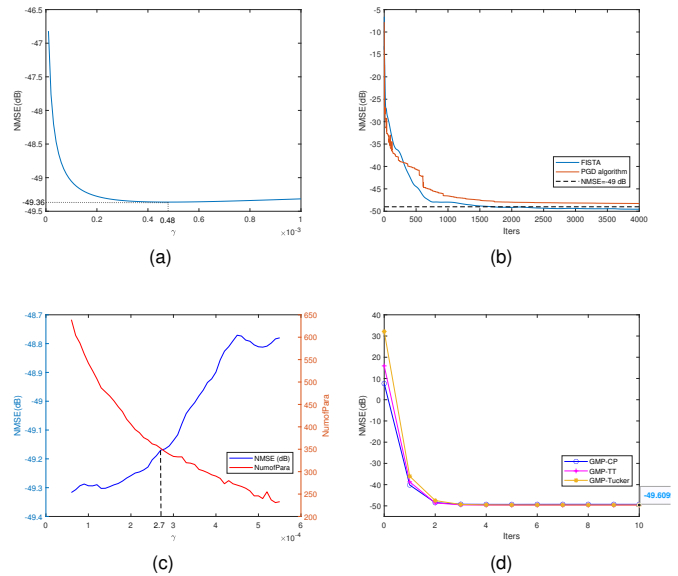 -46.5
-47
-47.5
-48
-48.5
-49
-49.36
-49.5
NMSE(dB)
0 0.2 0.4 0.48 0.6 0.8 1
γ ×10⁻³
(a)
-5
-10
-15
-20
-25
-30
-35
-40
-45
-50
NMSE(dB)
FISTA
PGD algorithm
NMSE=-49 dB
0 500 1000 1500 2000 2500 3000 3500 4000
Iters
(b)
-48.7
-48.8
-48.9
-49
-49.1
-49.2
-49.3
-49.4
NMSE(dB)
650
600
550
500
450
400
350
300
250
200
NumofPara
NMSE (dB)
NumofPara
0 1 2 2.7 3 4 5 6
γ ×10⁻⁴
(c)
40
30
20
10
0
-10
-20
-30
-40
-50
NMSE(dB)
GMP-CP
GMP-TT
GMP-Tucker
-49.609
0 2 4 6 8 10
Iters
(d)